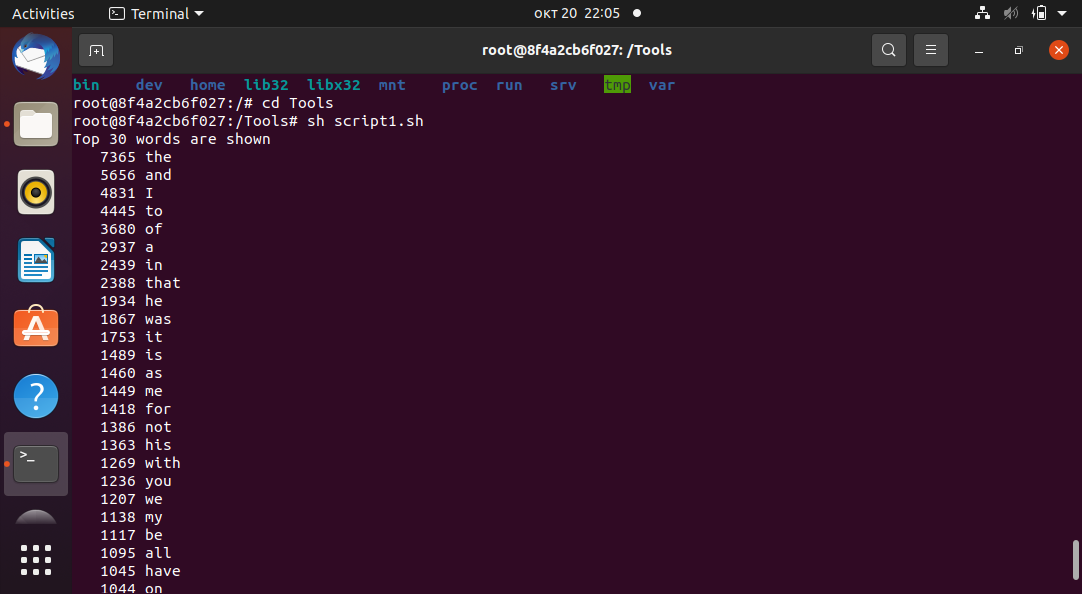 Activities Terminal окт 20 22:05
root@8f4a2cb6f027: /Tools
bin dev home lib32 libx32 mnt proc run srv tmp var
root@8f4a2cb6f027:/# cd Tools
root@8f4a2cb6f027:/Tools# sh script1.sh
Top 30 words are shown
7365 the
5656 and
4831 I
4445 to
3680 of
2937 a
2439 in
2388 that
1934 he
1867 was
1753 it
1489 is
1460 as
1449 me
1418 for
1386 not
1363 his
1269 with
1236 you
1207 we
1138 my
1117 be
1095 all
1045 have
1044 on